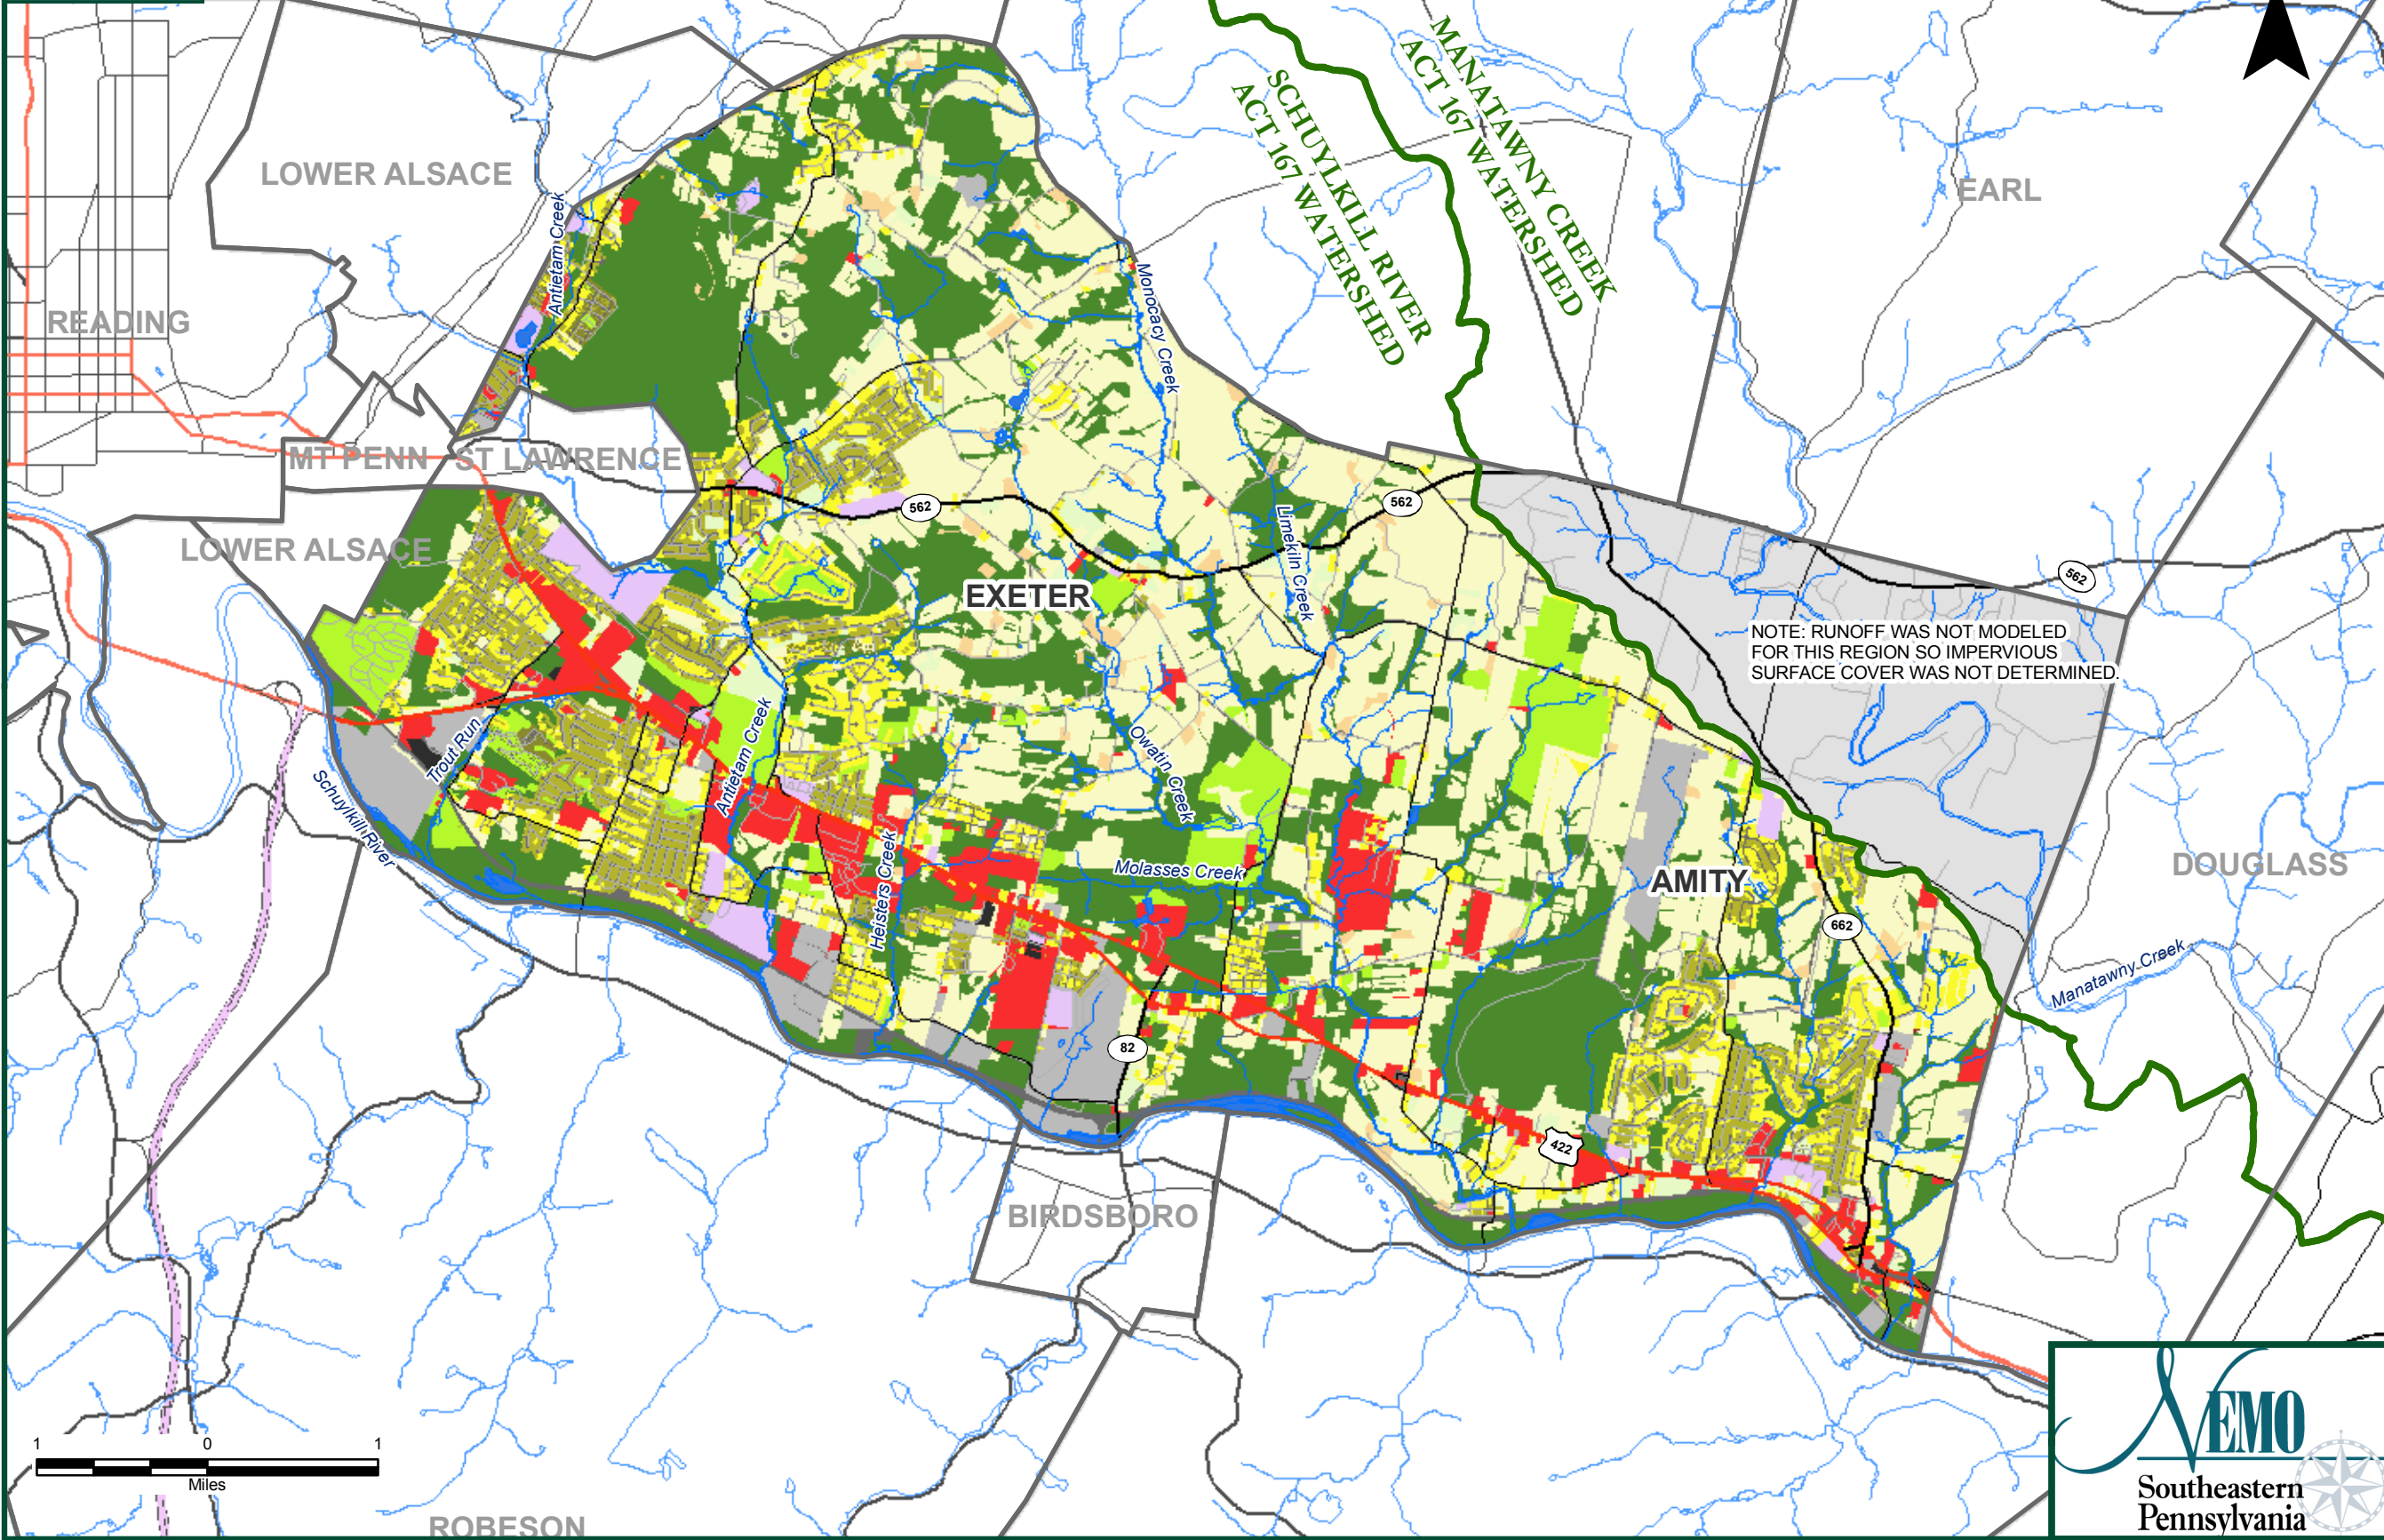 MANATAWNY CREEK
ACT 167 WATERSHED
SCHUYLKILL RIVER
ACT 167 WATERSHED
LOWER ALSACE
EARL
Antietam Creek
READING
Monocacy Creek
MT PENN
ST LAWRENCE
562
562
LOWER ALSACE
Limekiln Creek
562
EXETER
NOTE: RUNOFF WAS NOT MODELED
FOR THIS REGION SO IMPERVIOUS
SURFACE COVER WAS NOT DETERMINED.
Trout Run
Antietam Creek
Owatin Creek
Schuylkill River
Heisters Creek
Molasses Creek
AMITY
DOUGLASS
662
Manatawny Creek
82
422
BIRDSBORO
1 0 1
Miles
ROBESON
NEMO
Southeastern
Pennsylvania